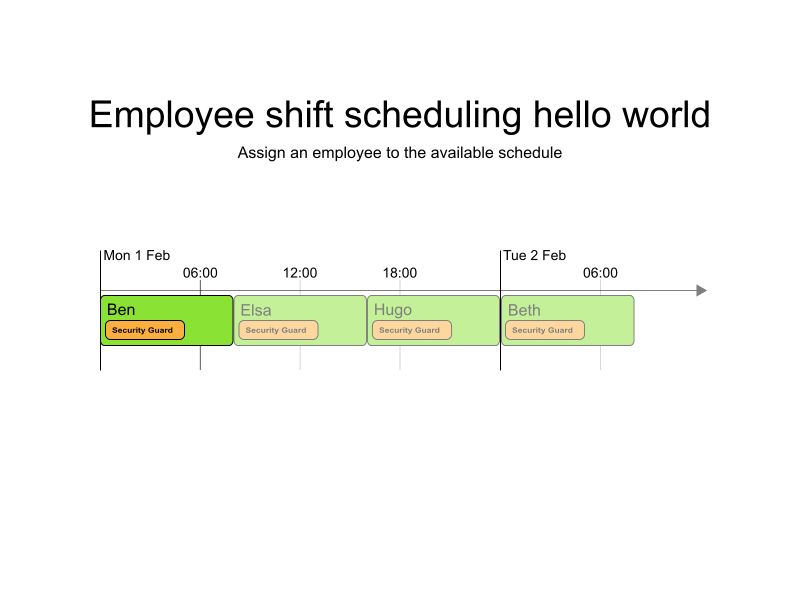 Employee shift scheduling hello world
Assign an employee to the available schedule
Mon 1 Feb
Tue 2 Feb
06:00
12:00
18:00
06:00
Ben
Elsa
Hugo
Beth
Security Guard
Security Guard
Security Guard
Security Guard